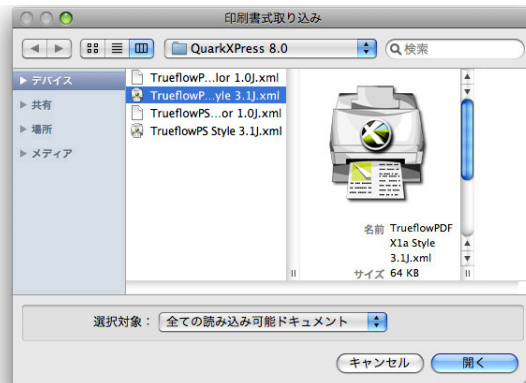 印刷書式取り込み
QuarkXPress 8.0
検索
デバイス
共有
場所
メディア
TrueflowP...lor 1.0J.xml
TrueflowP...yle 3.1J.xml
TrueflowPS...or 1.0J.xml
TrueflowPS Style 3.1J.xml
名前 TrueflowPDF
X1a Style
3.1J.xml
サイズ 64 KB
選択対象： 全ての読み込み可能ドキュメント
キャンセル 開く